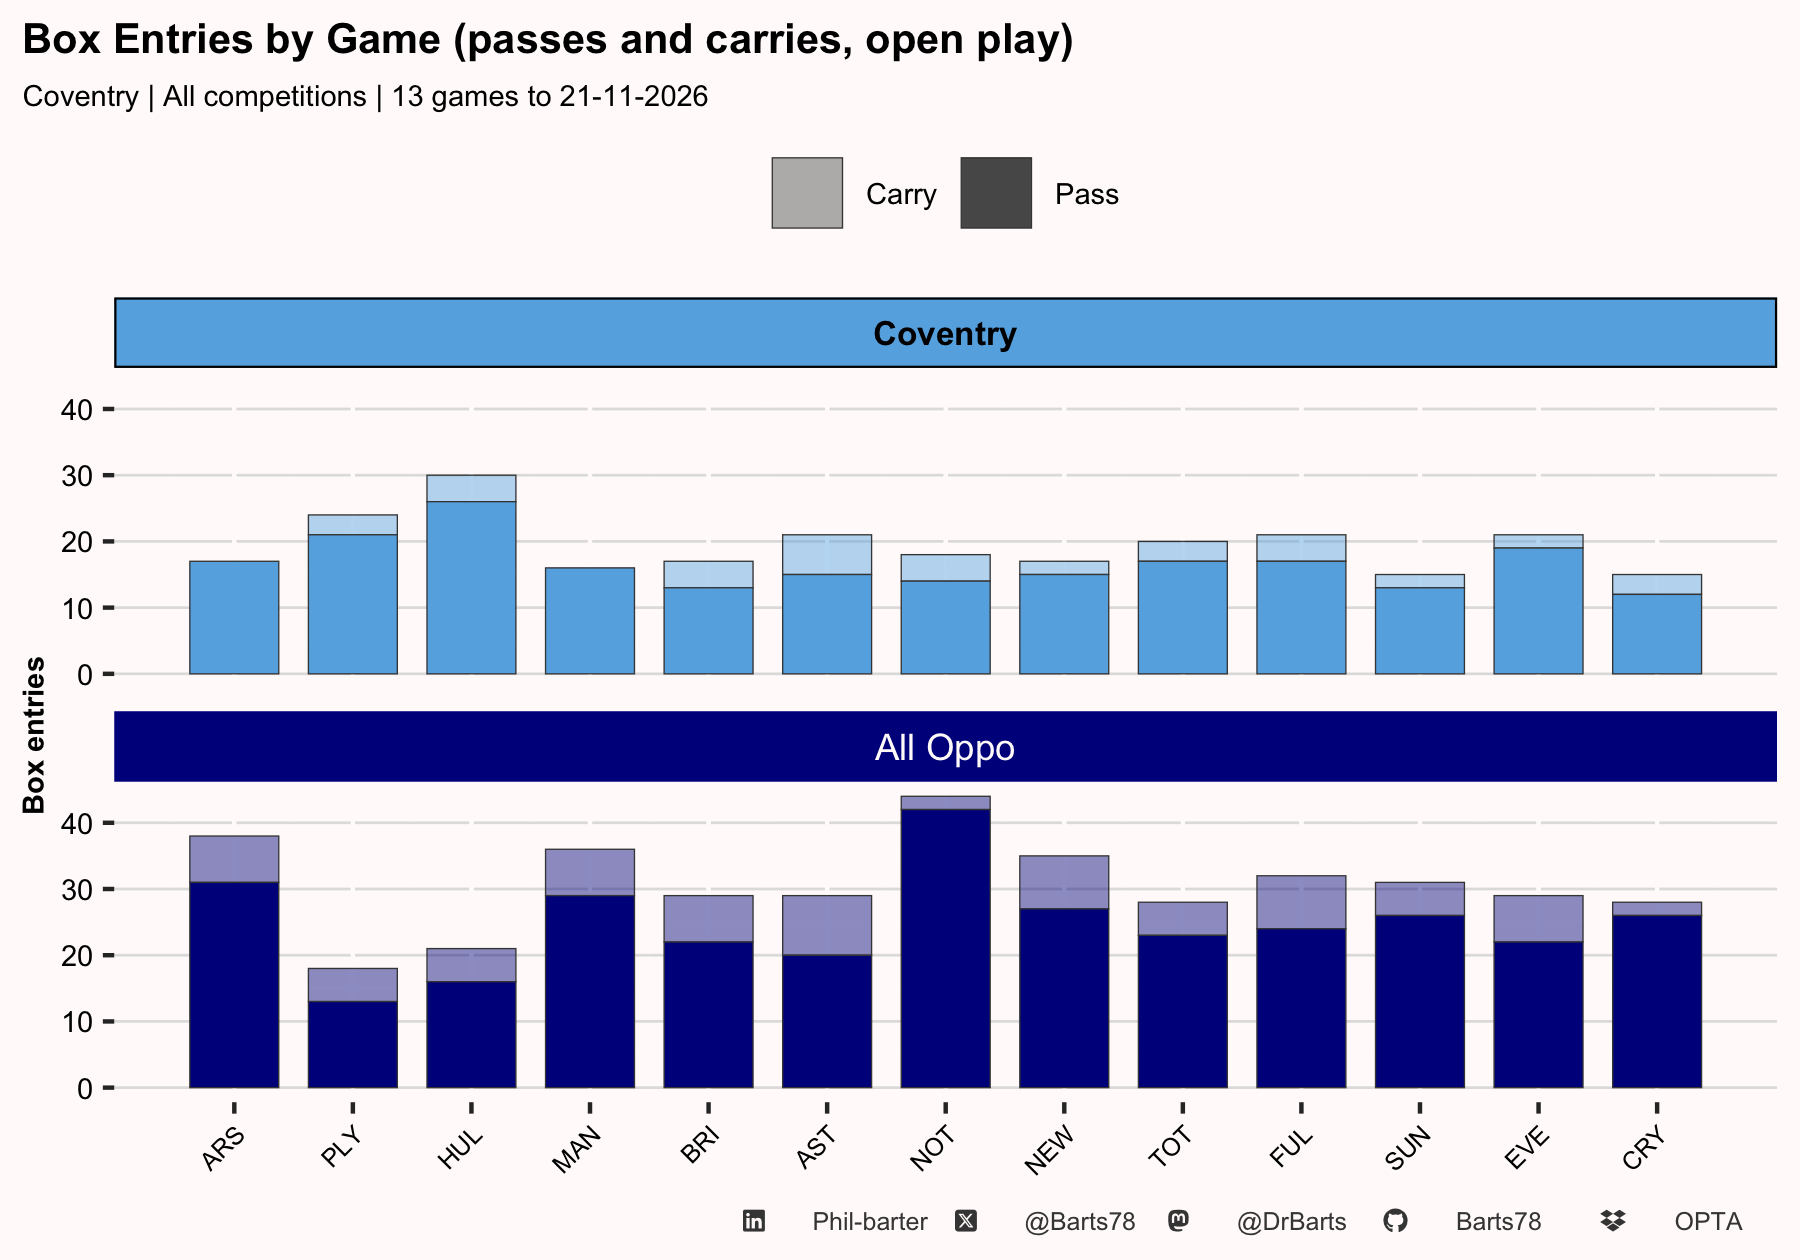 Box Entries by Game (passes and carries, open play)
Coventry | All competitions | 13 games to 21-11-2026
Carry Pass
Coventry
40
30
20
10
0
Box entries
All Oppo
40
30
20
10
0
ARS PLY HUL MAN BRI AST NOT NEW TOT FUL SUN EVE CRY
Phil-barter @Barts78 @DrBarts Barts78 OPTA